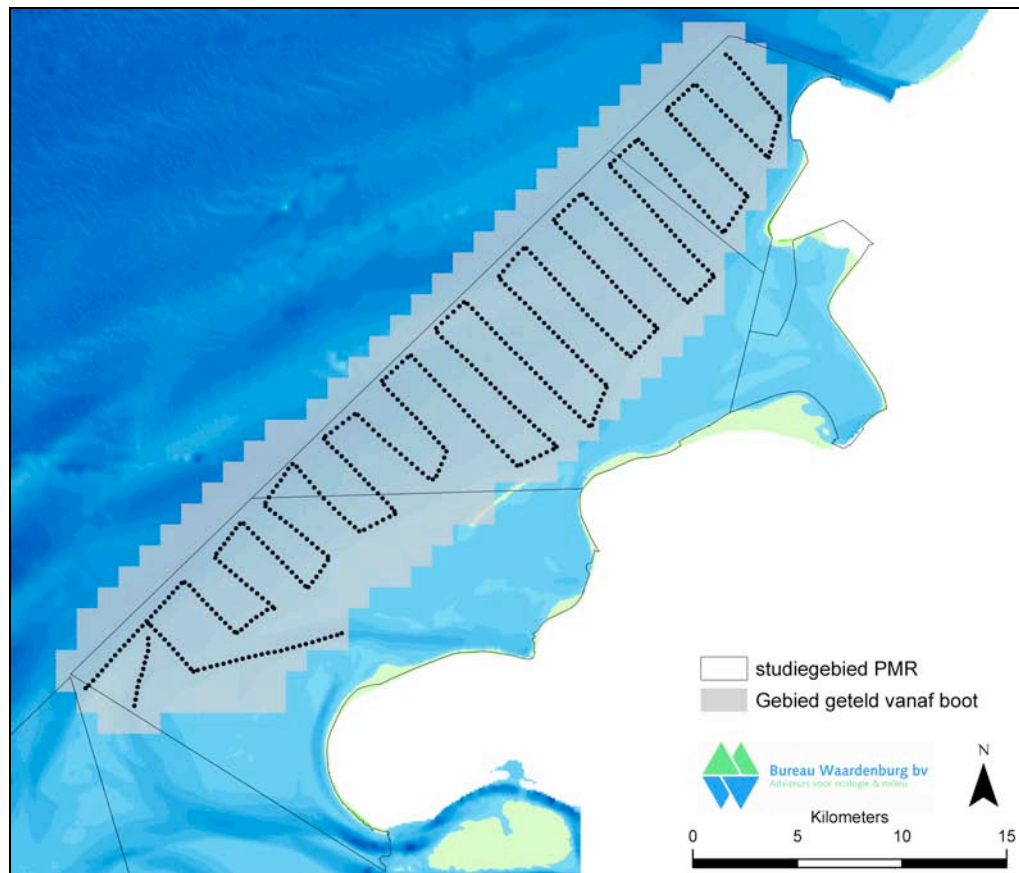 studiegebied PMR
Gebied geteld vanaf boot
Bureau Waardenburg bv
Adviseurs voor ecologie & milieu
N
Kilometers
0 5 10 15